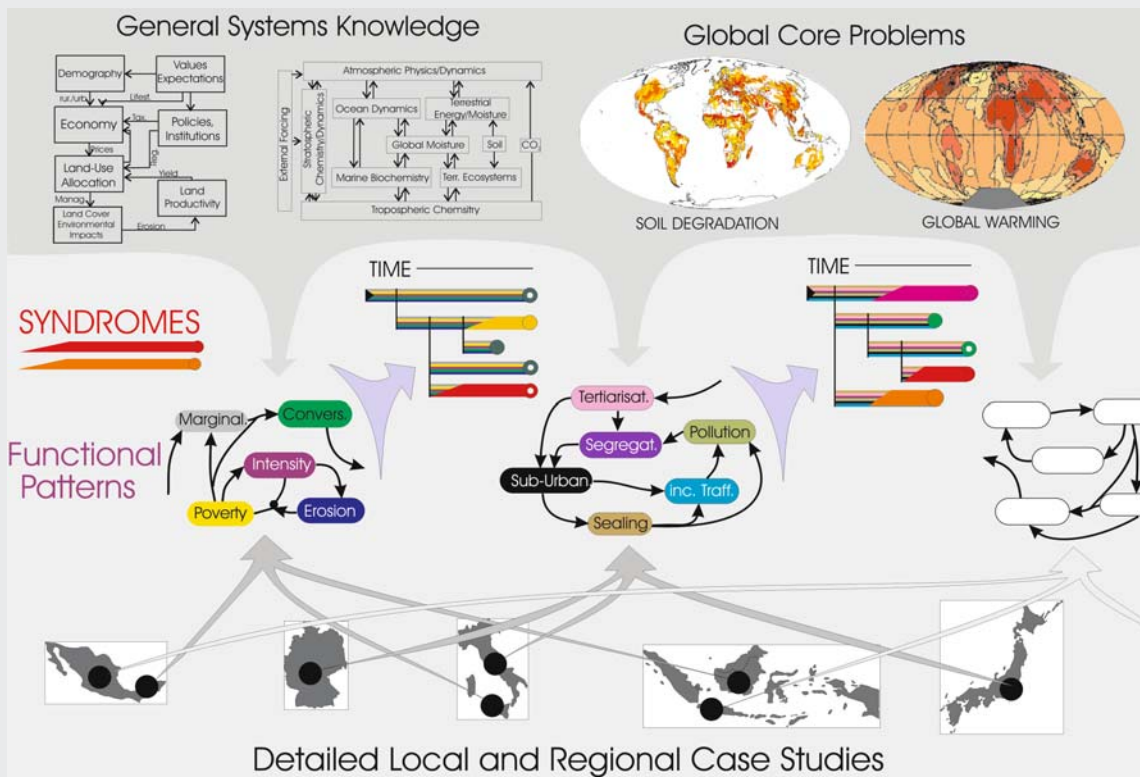 General Systems Knowledge
Global Core Problems
Demography
Values
Expectations
rur./urb.
Lifest.
Economy
Tax
Policies,
Institutions
Prices
Reg.
Land-Use
Allocation
Yield
Manag.
Land
Productivity
Land Cover
Environmental
Impacts
Erosion
External Forcing
Stratospheric
Chemistry/Dynamics
Atmospheric Physics/Dynamics
Ocean Dynamics
Terrestrial
Energy/Moisture
Global Moisture
Soil
CO
Marine Biochemistry
Terr. Ecosystems
Tropospheric Chemsitry
SOIL DEGRADATION
GLOBAL WARMING
TIME
TIME
SYNDROMES
Functional
Patterns
Marginal.
Convers.
Intensity
Poverty
Erosion
Tertiarisat.
Segregat.
Pollution
Sub-Urban.
inc. Traff.
Sealing
Detailed Local and Regional Case Studies